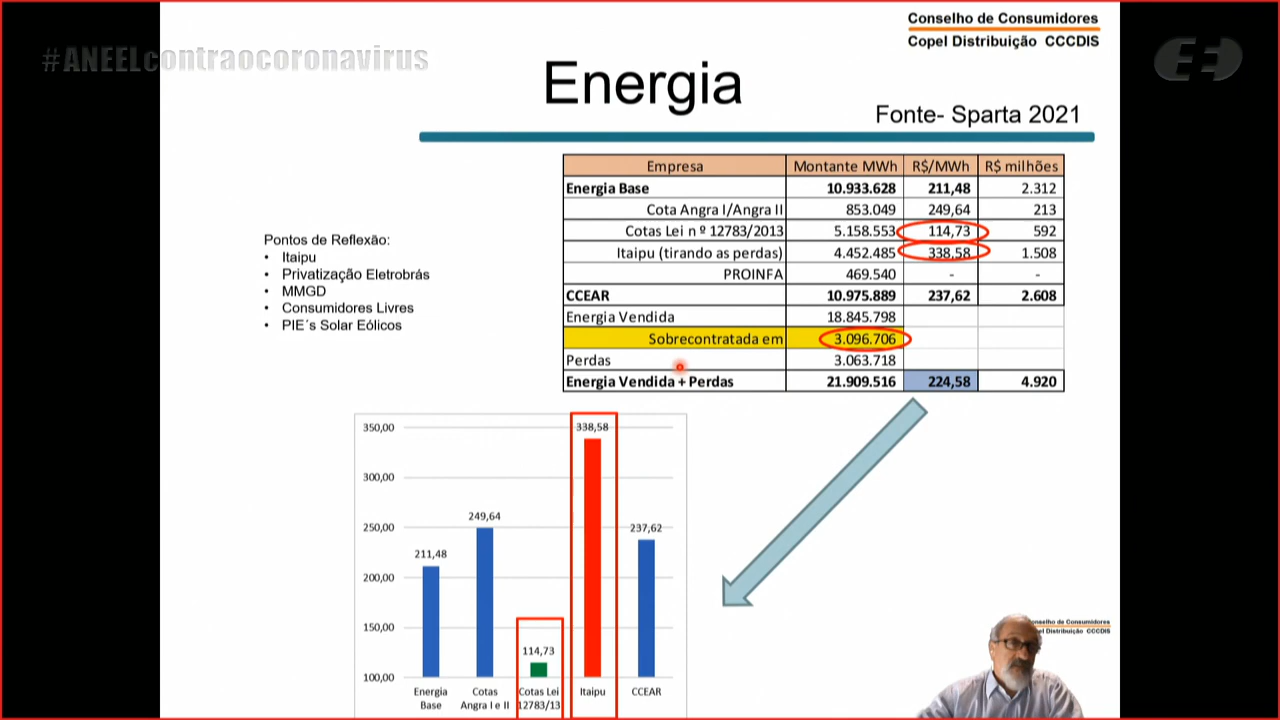 Conselho de Consumidores
Copel Distribuição CCCDIS
#ANEELcontraocoronavirus
Energia
Fonte- Sparta 2021
Empresa Montante MWh R$/MWh R$ milhões
Energia Base 10.933.628 211,48 2.312
Cota Angra I/Angra II 853.049 249,64 213
Cotas Lei n º 12783/2013 5.158.553 114,73 592
Itaipu (tirando as perdas) 4.452.485 338,58 1.508
PROINFA 469.540 - -
CCEAR 10.975.889 237,62 2.608
Energia Vendida 18.845.798
Sobrecontratada em 3.096.706
Perdas 3.063.718
Energia Vendida + Perdas 21.909.516 224,58 4.920
Pontos de Reflexão:
• Itaipu
• Privatização Eletrobrás
• MMGD
• Consumidores Livres
• PIE´s Solar Eólicos
350,00
300,00
250,00
200,00
150,00
100,00
211,48
249,64
114,73
338,58
237,62
Energia Base
Cotas Angra I e II
Cotas Lei 12783/13
Itaipu
CCEAR
de Consumidores
Distribuição CCCDIS